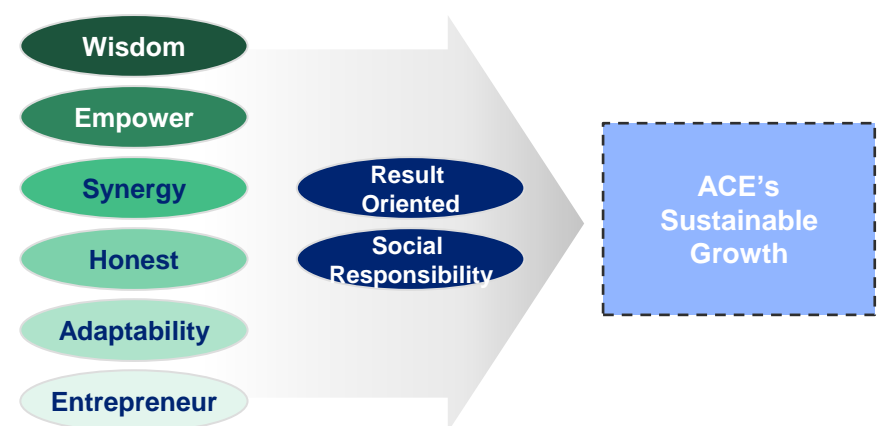 Wisdom
Empower
Synergy
Honest
Adaptability
Entrepreneur
Result
Oriented
Social
Responsibility
ACE’s
Sustainable
Growth